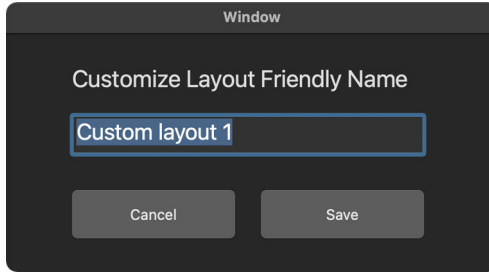 Window
Customize Layout Friendly Name
Custom layout 1
Cancel
Save